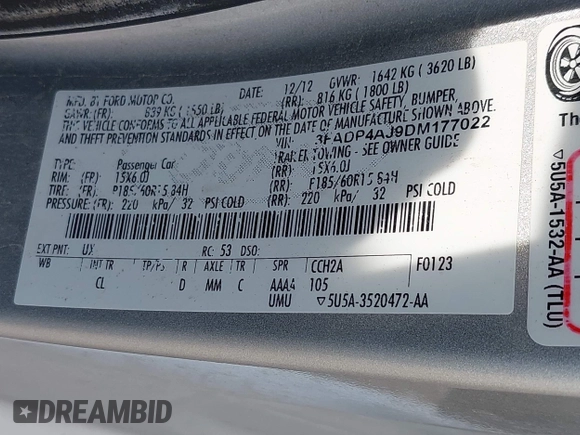 MFD. BY FORD MOTOR CO.
DATE: 12/12
GVWR: 1642 KG ( 3620 LB)
GAWR: (FR): 839 KG ( 1850 LB)
(RR): 816 KG ( 1800 LB)
THIS VEHICLE CONFORMS TO ALL APPLICABLE FEDERAL MOTOR VEHICLE SAFETY, BUMPER,
AND THEFT PREVENTION STANDARDS IN EFFECT ON THE DATE OF MANUFACTURE SHOWN ABOVE.
VIN: 3FADP4AJ9DM177022
TYPE: Passenger Car
TRAILER TOWING - SEE OWNER GUIDE
RIM: (FR) 15X6.0J
(RR): 15X6.0J
TIRE: (FR) P185/60R15 84H
(RR): P185/60R15 84H
PRESSURE: (FR) 220 kPa/ 32 PSI COLD
(RR): 220 kPa/ 32 PSI COLD
EXT PNT: UX RC: 53 DSO:
WB INT TR TP/PS R AXLE TR SPR CCH2A F0123
CL D MM C AAA4 105
UMU ▽5U5A-3520472-AA
▽5U5A-1532-AA (TLU)
DREAMBID